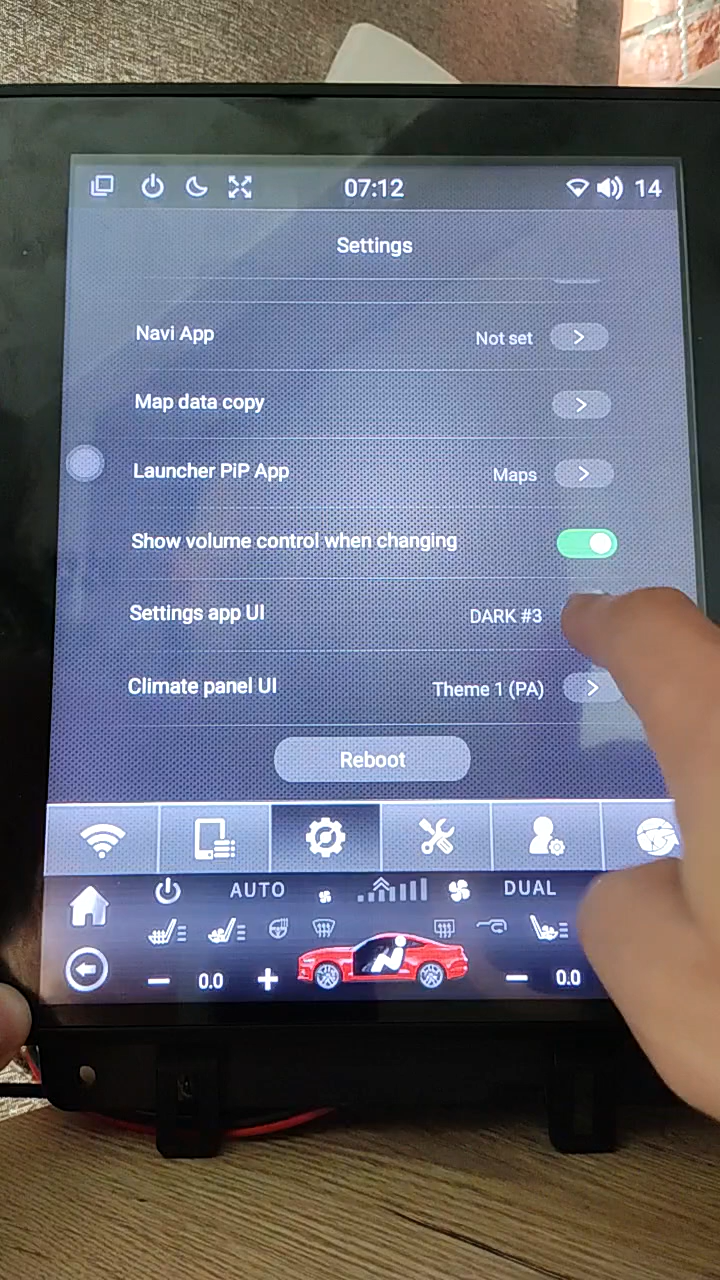 07:12
14
Settings
Navi App Not set
Map data copy
Launcher PiP App Maps
Show volume control when changing
Settings app UI DARK #3
Climate panel UI Theme 1 (PA)
Reboot
AUTO DUAL
− 0.0 + − 0.0